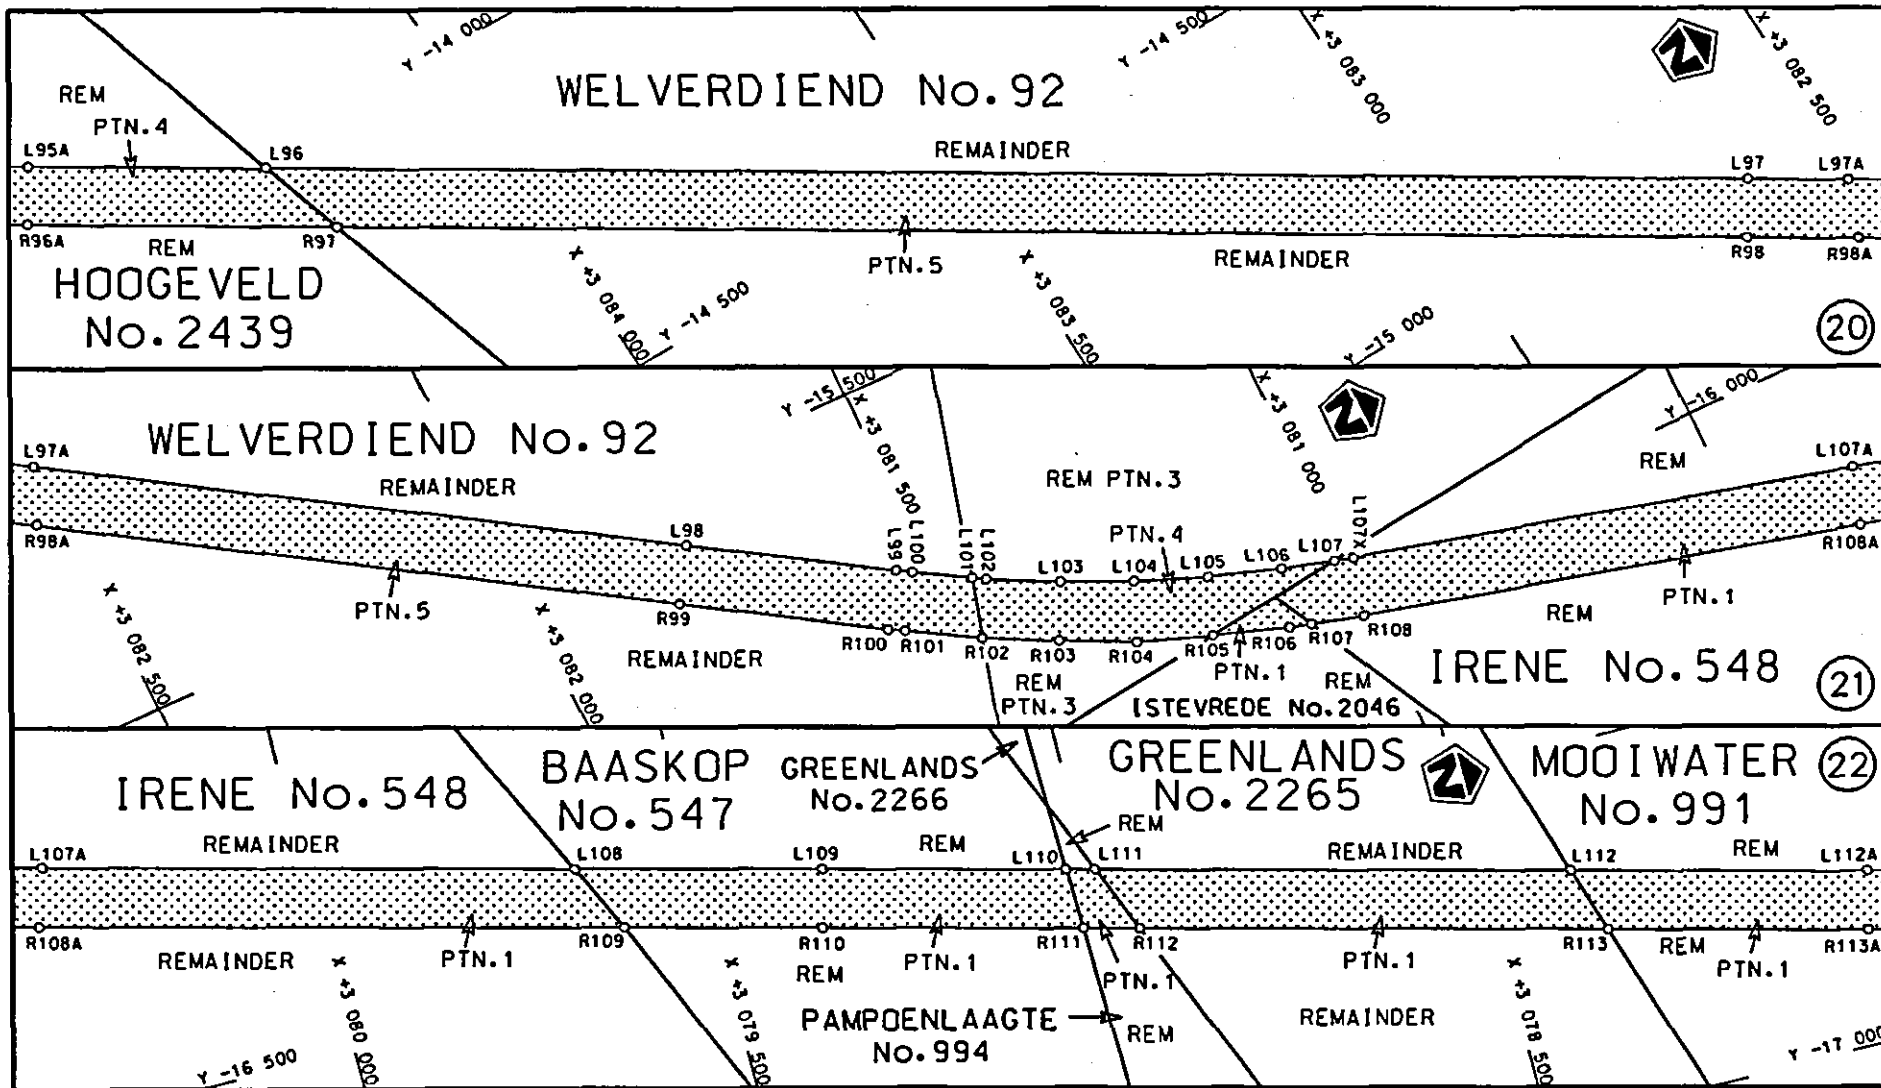 Y -14 000
Y -14 500
X +3 083 000
X +3 082 500
WELVERDIEND No.92
REM
PTN.4
L95A
L96
REMAINDER
L97
L97A
R96A
REM
R97
PTN.5
REMAINDER
R98
R98A
HOOGEVELD
No.2439
X +3 084 000
Y -14 500
X +3 083 500
Y -15 000
20
WELVERDIEND No.92
Y -15 500
X +3 081 500
X +3 081 000
Y -16 000
L97A
REMAINDER
REM PTN.3
REM
L107A
L98
L99
L100
L101
L102
L103
L104
PTN.4
L105
L106
L107
L107X
R98A
PTN.5
R99
R100
R101
R102
R103
R104
R105
R106
R107
R108
PTN.1
R108A
REM
X +3 082 500
X +3 082 000
REMAINDER
REM
PTN.3
PTN.1
REM
ISTEVREDE No.2046
IRENE No.548
21
IRENE No.548
BAASKOP
No.547
GREENLANDS
No.2266
GREENLANDS
No.2265
MOOIWATER
No.991
22
L107A
REMAINDER
L108
L109
REM
L110
REM
L111
REMAINDER
L112
REM
L112A
R108A
REMAINDER
PTN.1
R109
R110
REM
PTN.1
R111
PTN.1
R112
PTN.1
R113
REM
PTN.1
R113A
PAMPOENLAAGTE
No.994
REM
REMAINDER
Y -16 500
X +3 080 000
X +3 079 500
X +3 078 500
Y -17 000